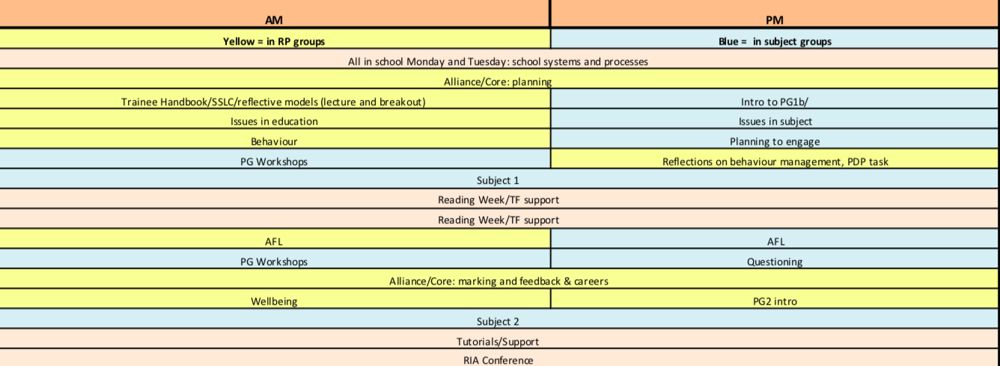 AM PM
Yellow = in RP groups Blue = in subject groups
All in school Monday and Tuesday: school systems and processes
Alliance/Core: planning
Trainee Handbook/SSLC/reflective models (lecture and breakout) Intro to PG1b/
Issues in education Issues in subject
Behaviour Planning to engage
PG Workshops Reflections on behaviour management, PDP task
Subject 1
Reading Week/TF support
Reading Week/TF support
AFL AFL
PG Workshops Questioning
Alliance/Core: marking and feedback & careers
Wellbeing PG2 intro
Subject 2
Tutorials/Support
RIA Conference